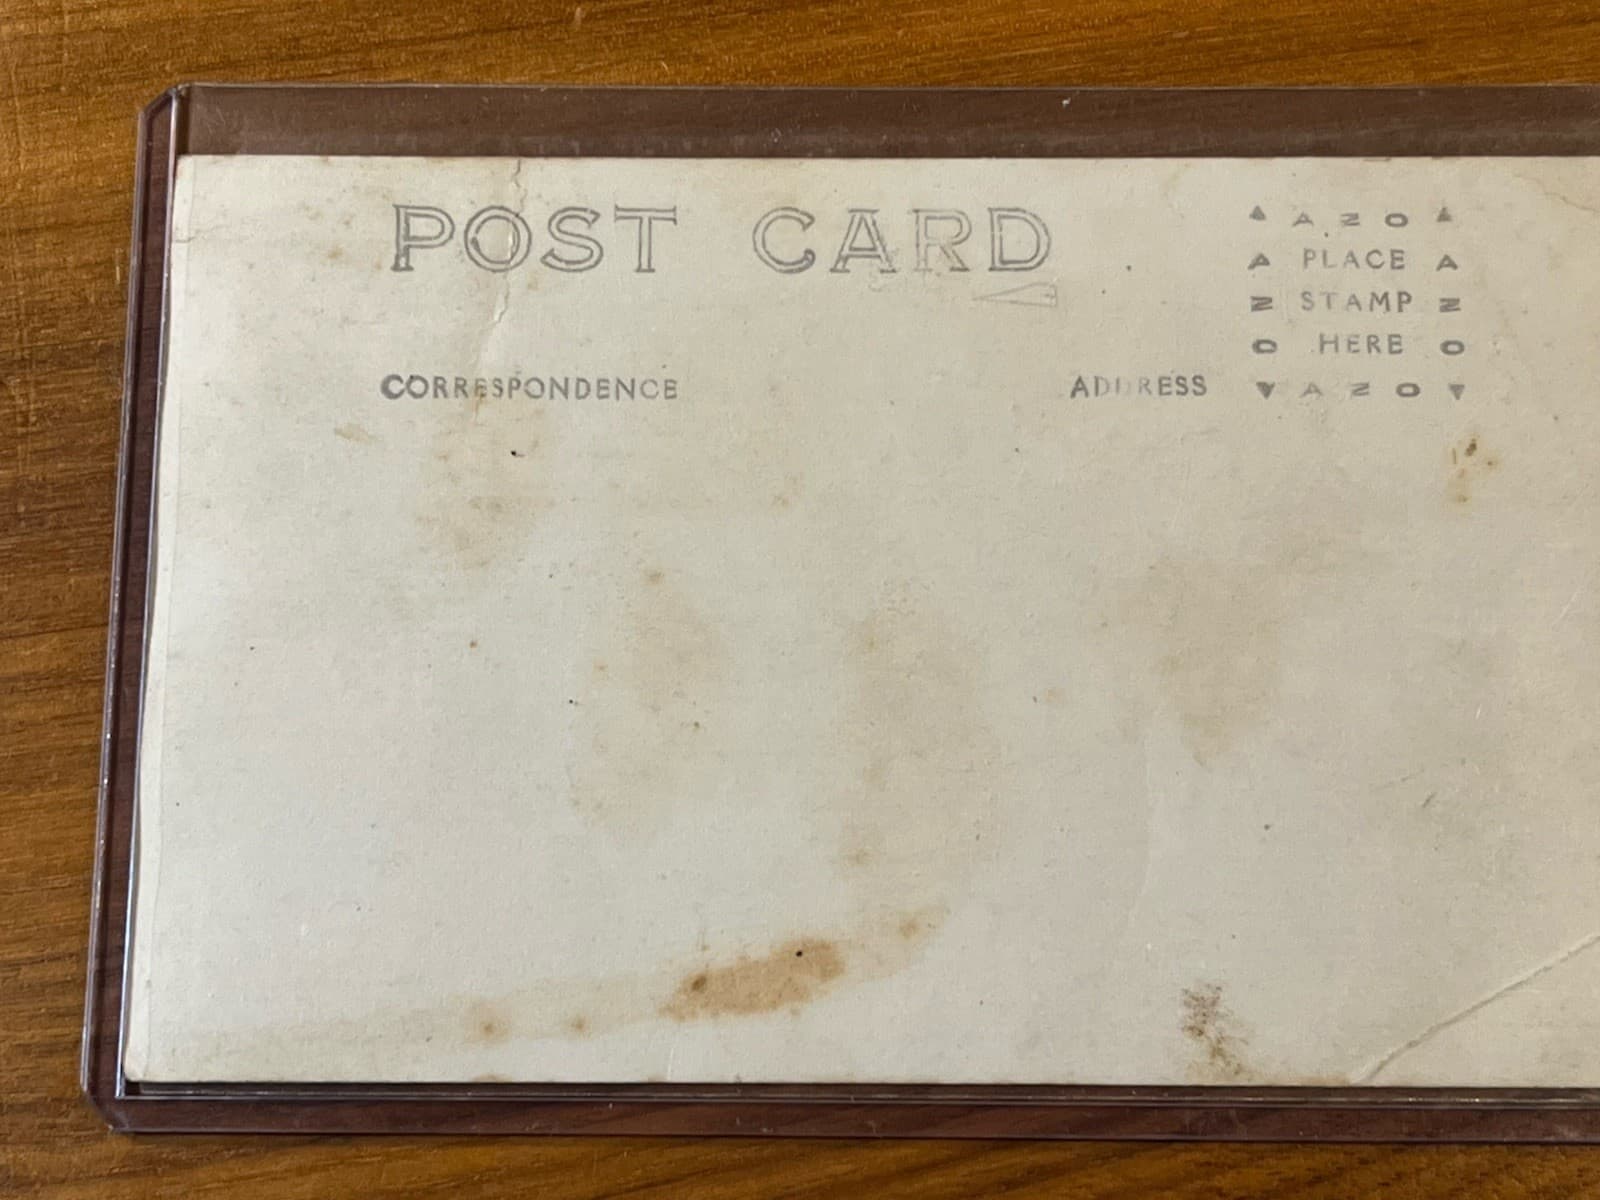 POST CARD
CORRESPONDENCE
ADDRESS
▲ AZO ▲
A PLACE A
Z STAMP Z
O HERE O
▼ AZO ▼